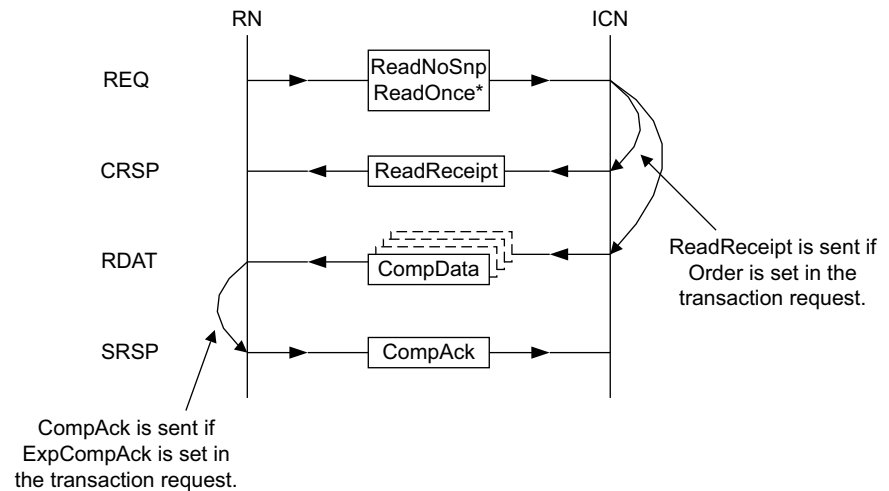 RN
ICN
REQ
ReadNoSnp
ReadOnce*
CRSP
ReadReceipt
RDAT
CompData
ReadReceipt is sent if
Order is set in the
transaction request.
SRSP
CompAck
CompAck is sent if
ExpCompAck is set in
the transaction request.